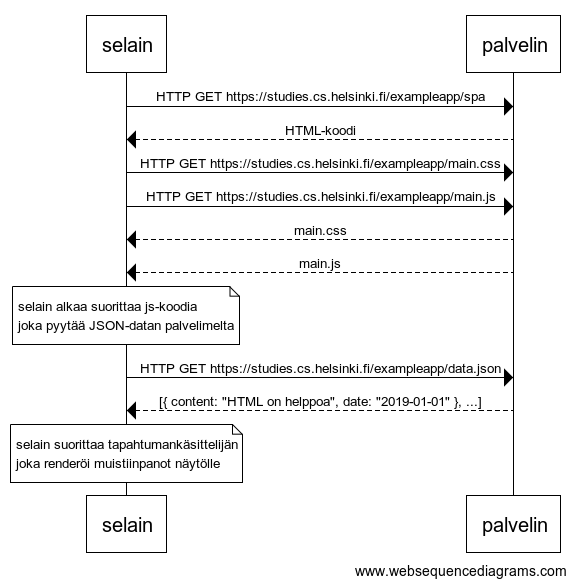 selain
palvelin
HTTP GET https://studies.cs.helsinki.fi/exampleapp/spa
HTML-koodi
HTTP GET https://studies.cs.helsinki.fi/exampleapp/main.css
HTTP GET https://studies.cs.helsinki.fi/exampleapp/main.js
main.css
main.js
selain alkaa suorittaa js-koodia
joka pyytää JSON-datan palvelimelta
HTTP GET https://studies.cs.helsinki.fi/exampleapp/data.json
[{ content: "HTML on helppoa", date: "2019-01-01" }, ...]
selain suorittaa tapahtumankäsittelijän
joka renderöi muistiinpanot näytölle
selain
palvelin
www.websequencediagrams.com